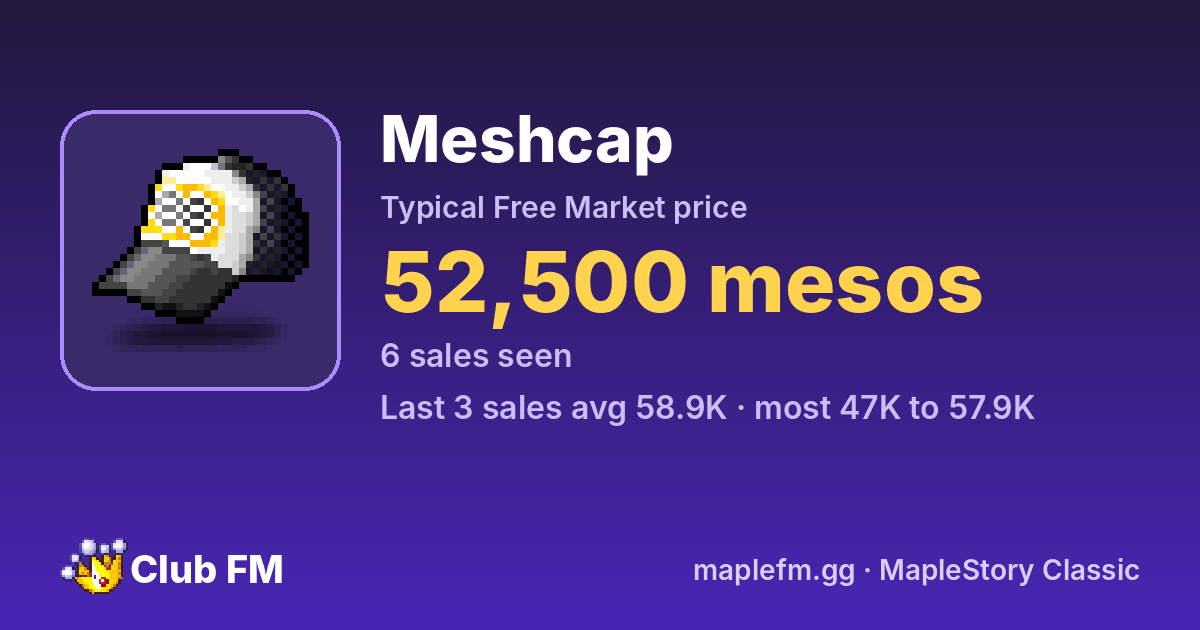 Meshcap
Typical Free Market price
52,500 mesos
6 sales seen
Last 3 sales avg 58.9K · most 47K to 57.9K
Club FM
maplefm.gg · MapleStory Classic